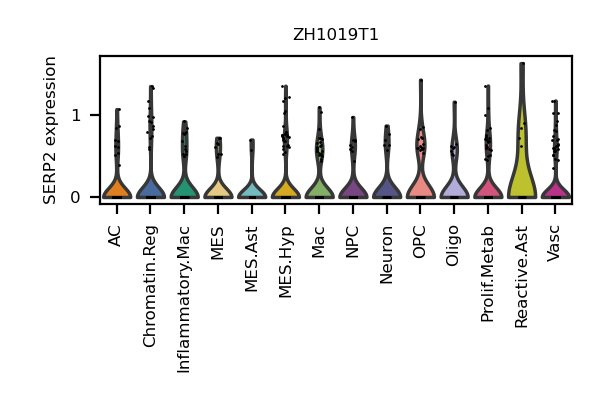 ZH1019T1
SERP2 expression
1
0
AC
Chromatin.Reg
Inflammatory.Mac
MES
MES.Ast
MES.Hyp
Mac
NPC
Neuron
OPC
Oligo
Prolif.Metab
Reactive.Ast
Vasc